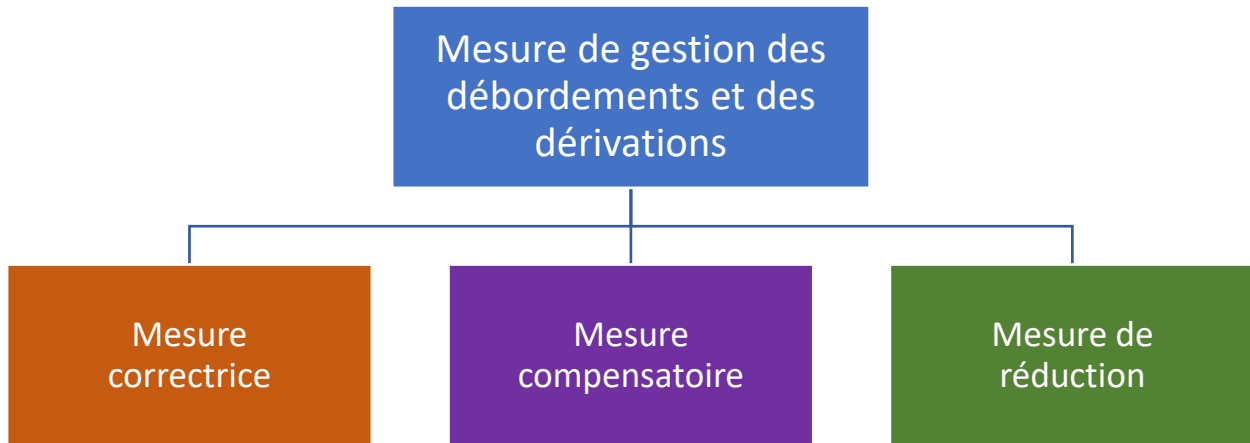 Mesure de gestion des
débordements et des
dérivations
Mesure
correctrice
Mesure
compensatoire
Mesure de
réduction